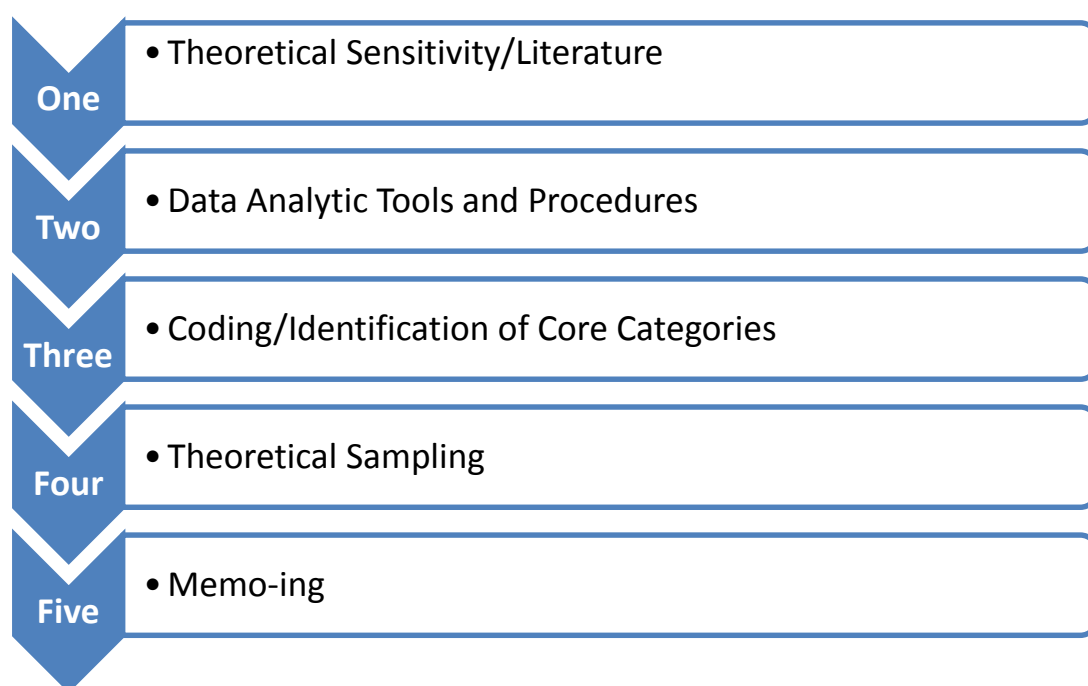 One
• Theoretical Sensitivity/Literature
Two
• Data Analytic Tools and Procedures
Three
• Coding/Identification of Core Categories
Four
• Theoretical Sampling
Five
• Memo-ing